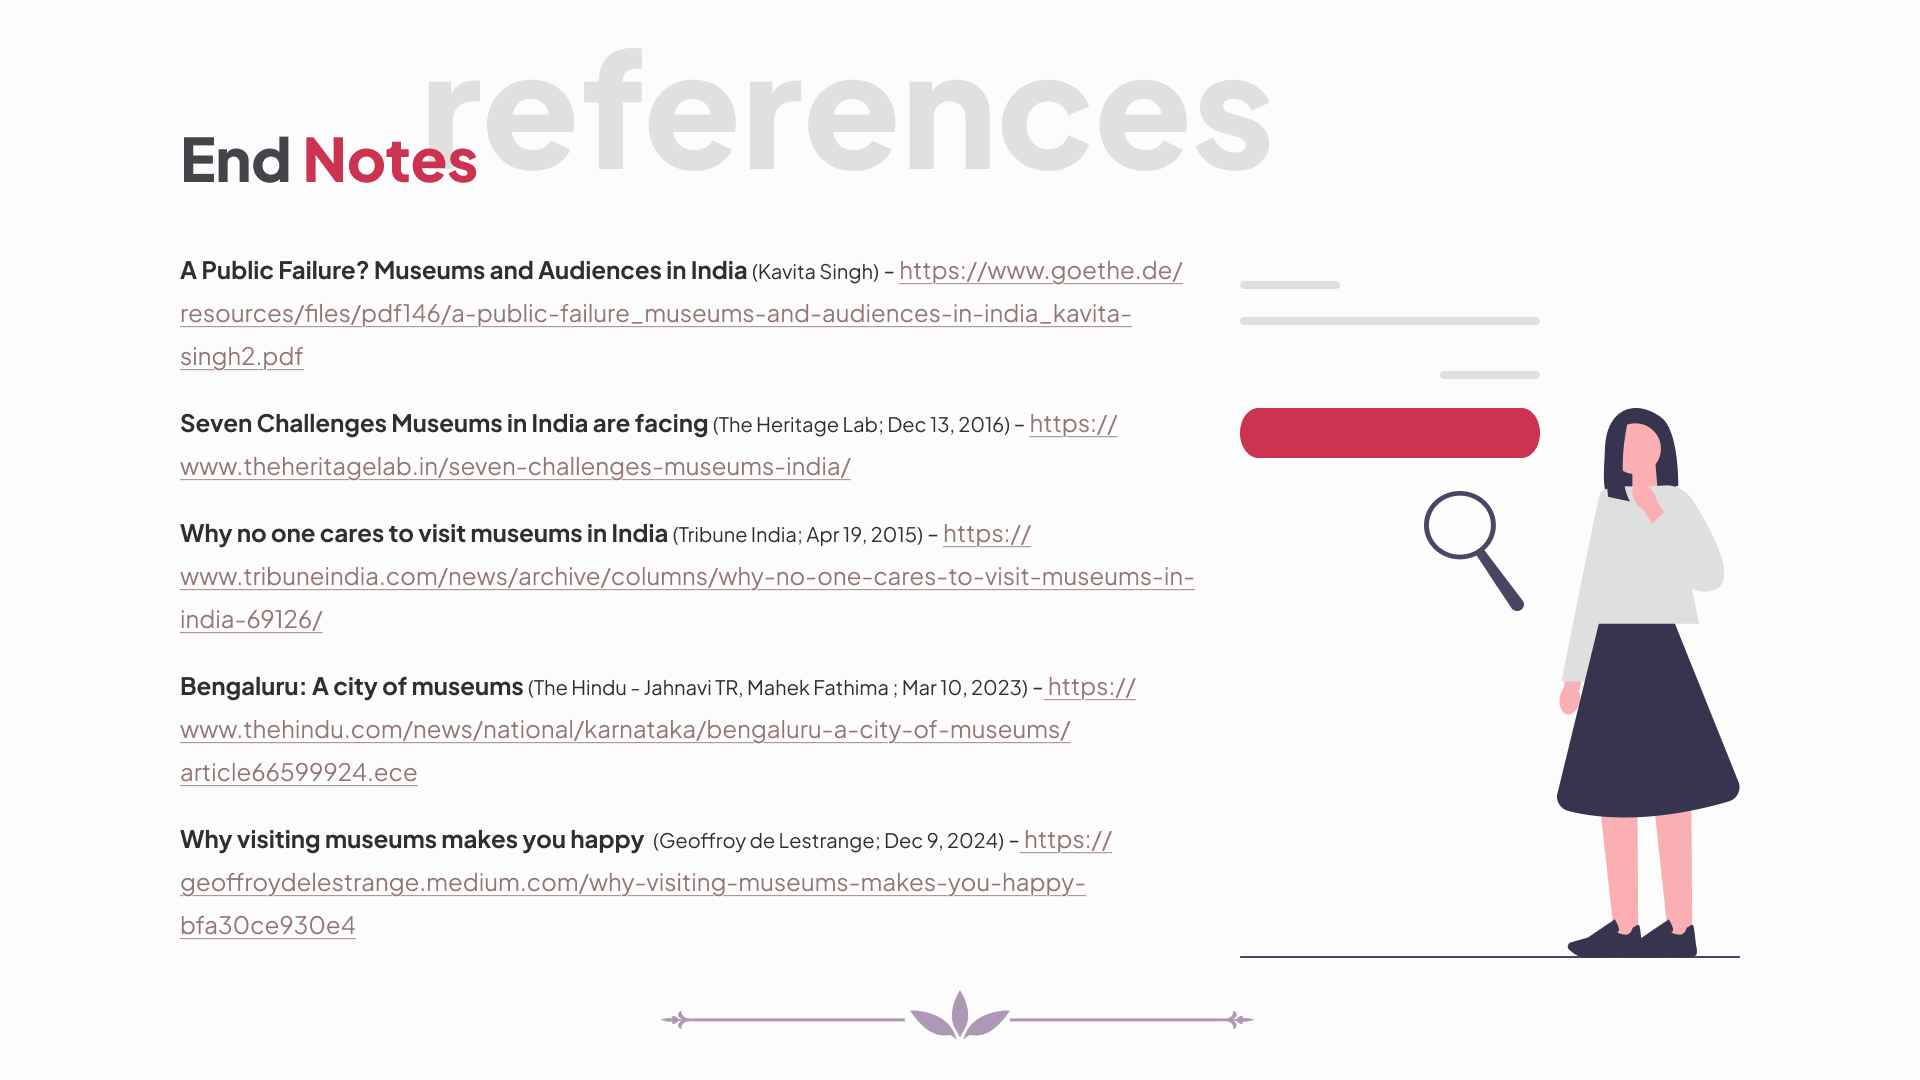 references
End Notes
A Public Failure? Museums and Audiences in India (Kavita Singh) – https://www.goethe.de/
resources/files/pdf146/a-public-failure_museums-and-audiences-in-india_kavita-
singh2.pdf
Seven Challenges Museums in India are facing (The Heritage Lab; Dec 13, 2016) – https://
www.theheritagelab.in/seven-challenges-museums-india/
Why no one cares to visit museums in India (Tribune India; Apr 19, 2015) – https://
www.tribuneindia.com/news/archive/columns/why-no-one-cares-to-visit-museums-in-
india-69126/
Bengaluru: A city of museums (The Hindu - Jahnavi TR, Mahek Fathima ; Mar 10, 2023) – https://
www.thehindu.com/news/national/karnataka/bengaluru-a-city-of-museums/
article66599924.ece
Why visiting museums makes you happy (Geoffroy de Lestrange; Dec 9, 2024) – https://
geoffroydelestrange.medium.com/why-visiting-museums-makes-you-happy-
bfa30ce930e4